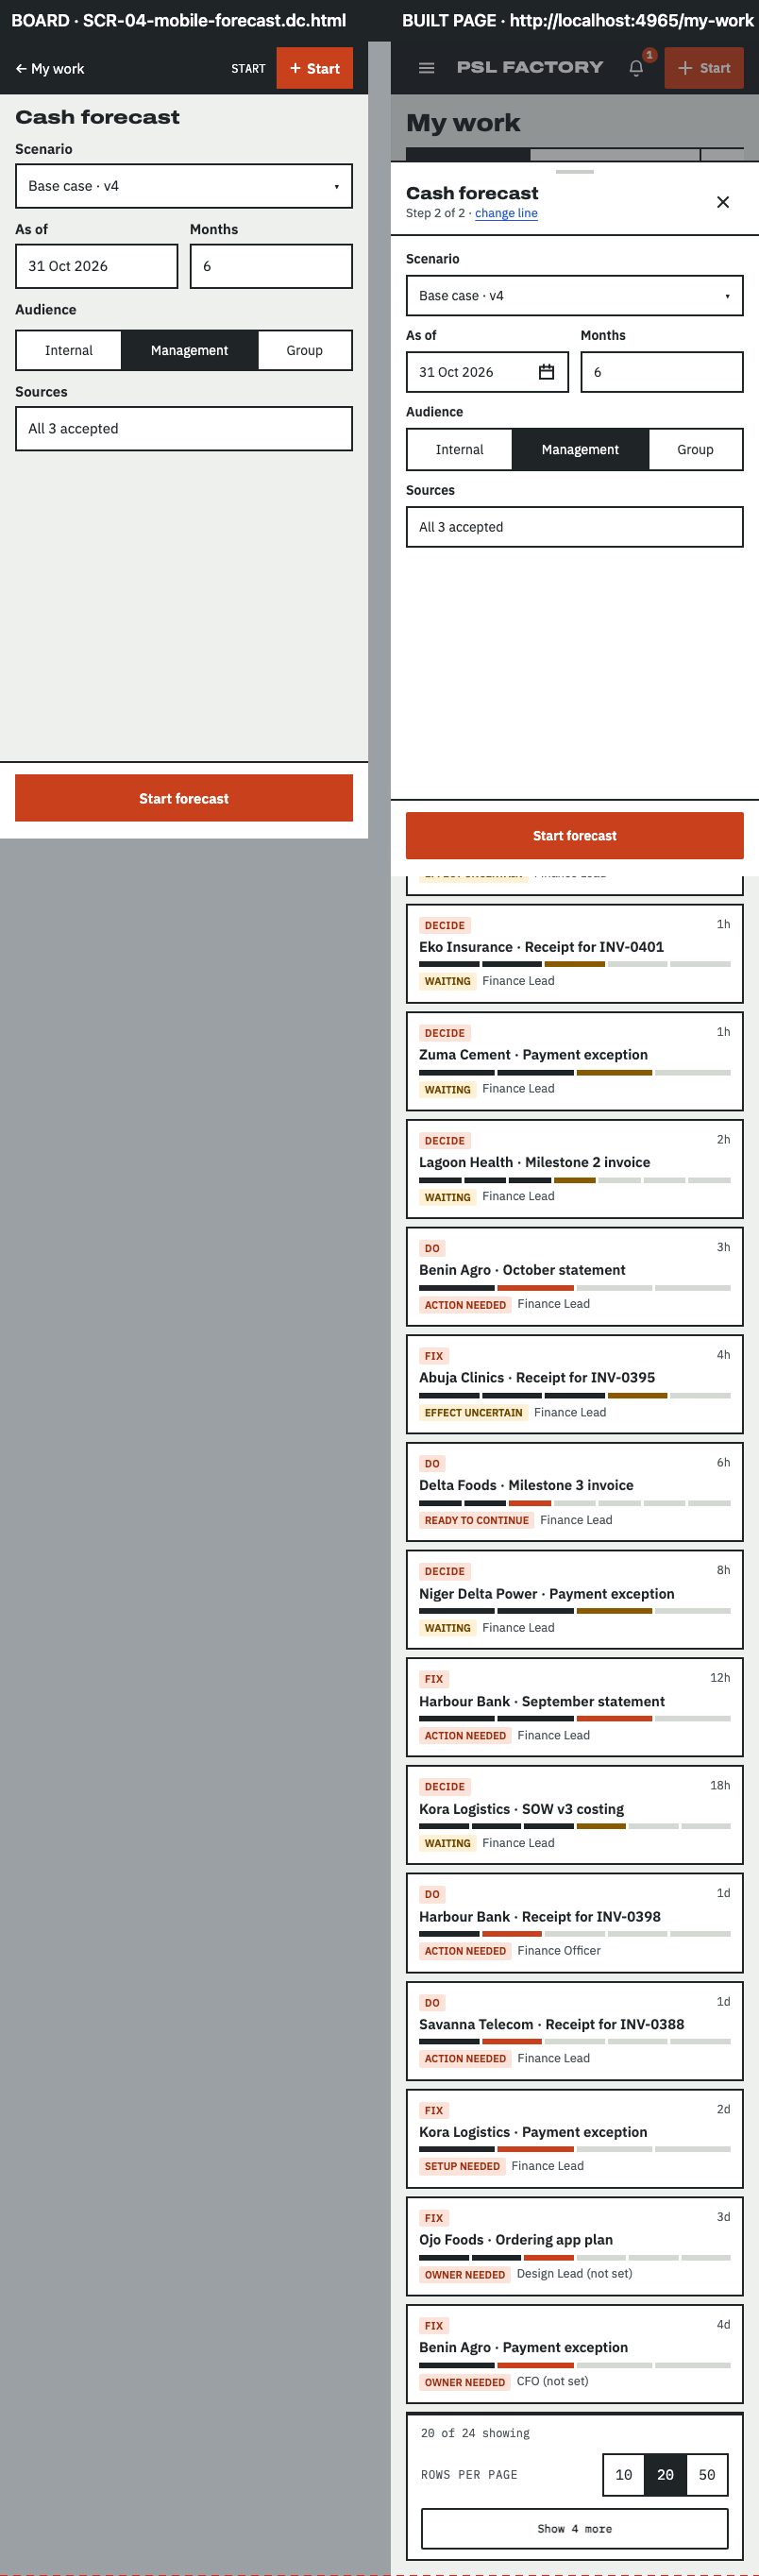 BOARD · SCR-04-mobile-forecast.dc.html
← My work
START
+ Start
Cash forecast
Scenario
Base case · v4
As of
Months
31 Oct 2026
6
Audience
Internal
Management
Group
Sources
All 3 accepted
Start forecast
BUILT PAGE · http://localhost:4965/my-work
PSL FACTORY
1
+ Start
My work
Cash forecast
Step 2 of 2 · change line
Scenario
Base case · v4
As of
Months
31 Oct 2026
6
Audience
Internal
Management
Group
Sources
All 3 accepted
Start forecast
DECIDE
1h
Eko Insurance · Receipt for INV-0401
WAITING Finance Lead
DECIDE
1h
Zuma Cement · Payment exception
WAITING Finance Lead
DECIDE
2h
Lagoon Health · Milestone 2 invoice
WAITING Finance Lead
DO
3h
Benin Agro · October statement
ACTION NEEDED Finance Lead
FIX
4h
Abuja Clinics · Receipt for INV-0395
EFFECT UNCERTAIN Finance Lead
DO
6h
Delta Foods · Milestone 3 invoice
READY TO CONTINUE Finance Lead
DECIDE
8h
Niger Delta Power · Payment exception
WAITING Finance Lead
FIX
12h
Harbour Bank · September statement
ACTION NEEDED Finance Lead
DECIDE
18h
Kora Logistics · SOW v3 costing
WAITING Finance Lead
DO
1d
Harbour Bank · Receipt for INV-0398
ACTION NEEDED Finance Officer
DO
1d
Savanna Telecom · Receipt for INV-0388
ACTION NEEDED Finance Lead
FIX
2d
Kora Logistics · Payment exception
SETUP NEEDED Finance Lead
FIX
3d
Ojo Foods · Ordering app plan
OWNER NEEDED Design Lead (not set)
FIX
4d
Benin Agro · Payment exception
OWNER NEEDED CFO (not set)
20 of 24 showing
ROWS PER PAGE
10
20
50
Show 4 more